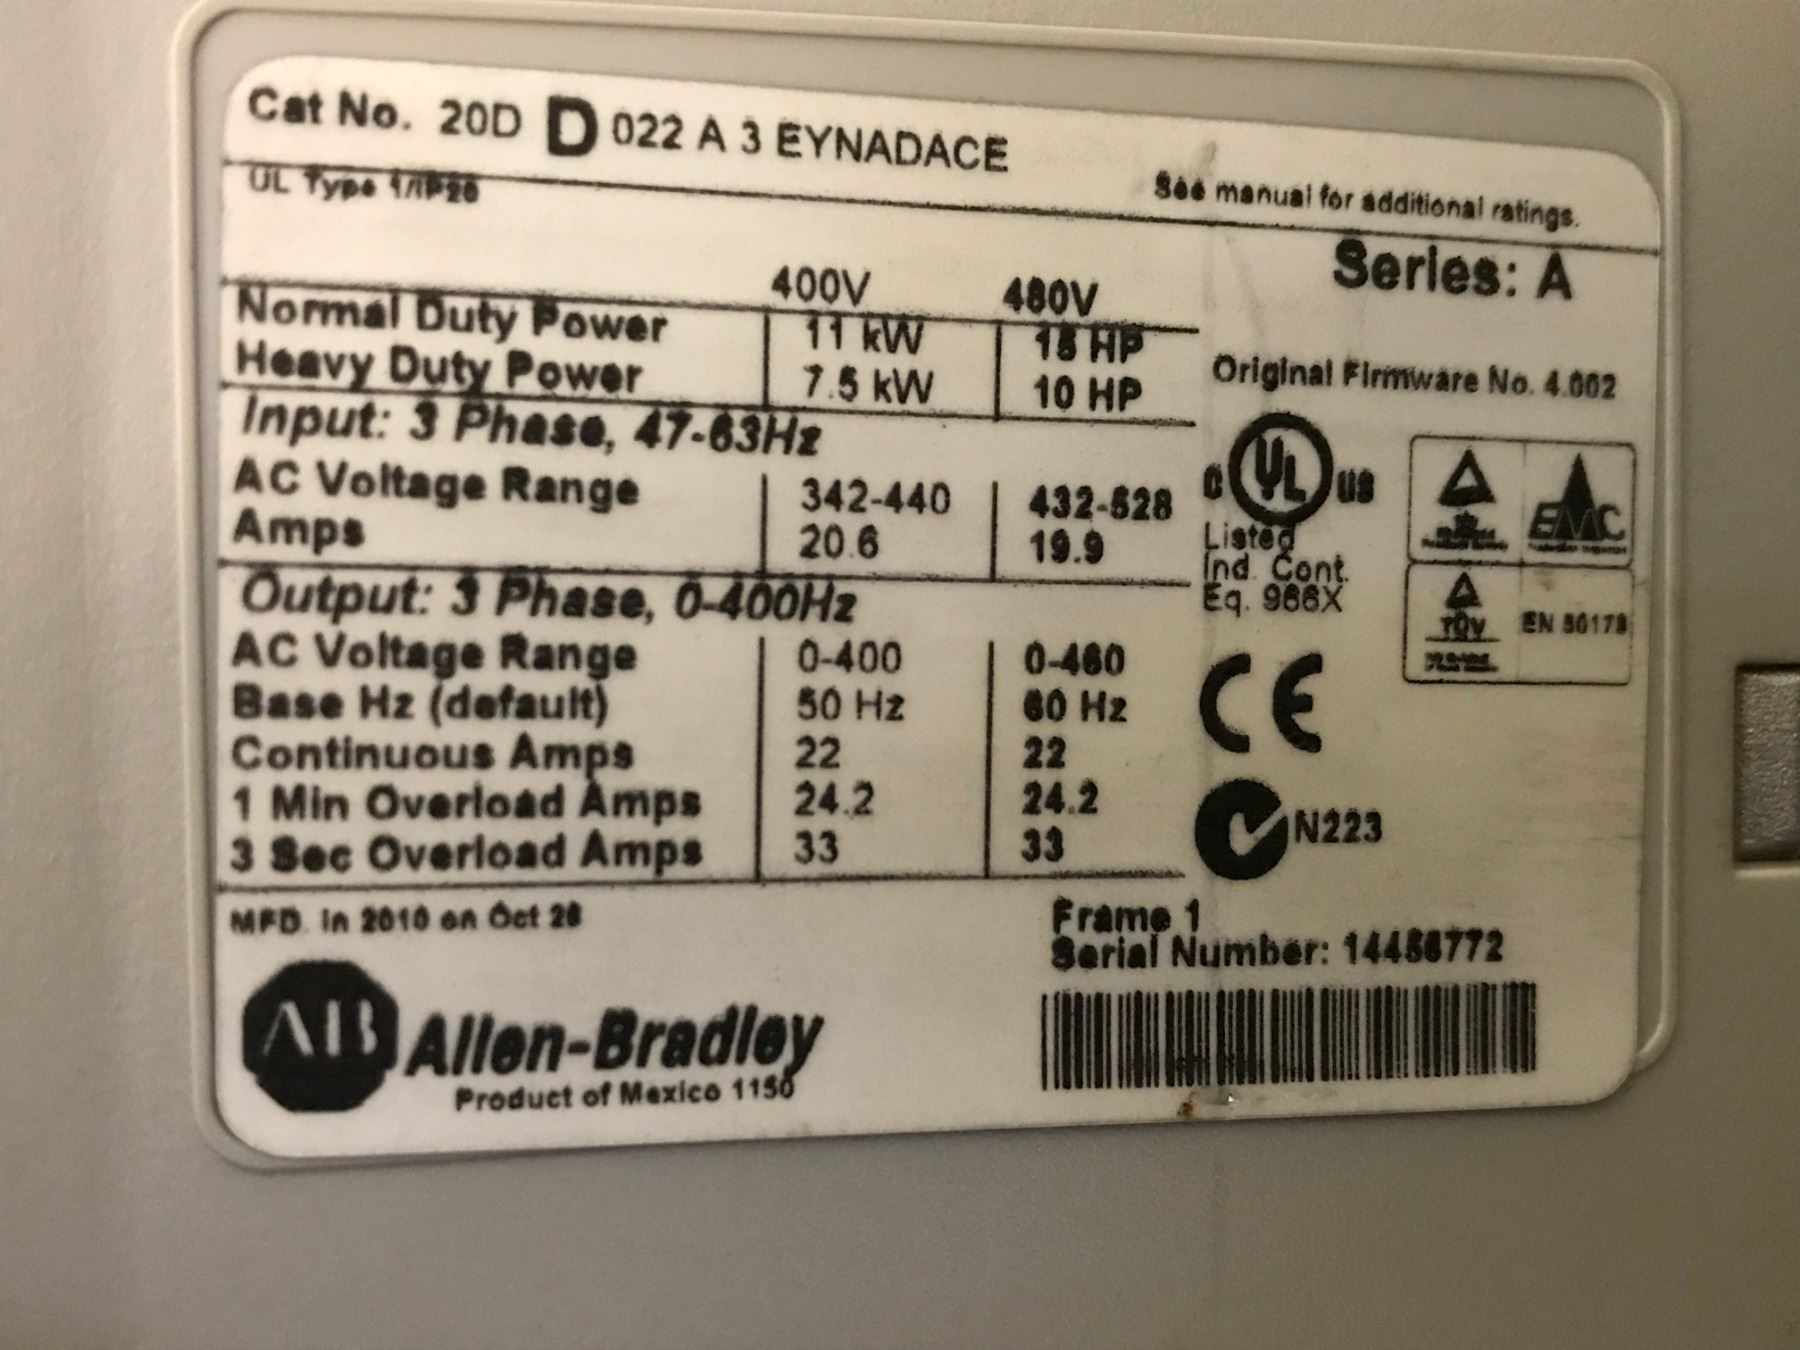 Cat No. 20D D 022 A 3 EYNADACE
UL Type 1/IP20
See manual for additional ratings.
Series: A
400V 480V
Normal Duty Power 11 kW 15 HP
Heavy Duty Power 7.5 kW 10 HP
Original Firmware No. 4.002
Input: 3 Phase, 47-63Hz
AC Voltage Range 342-440 432-528
Amps 20.6 19.9
C UL US
Listed
Ind. Cont.
Eq. 966X
EMC
TÜV
EN 50178
Output: 3 Phase, 0-400Hz
AC Voltage Range 0-400 0-460
Base Hz (default) 50 Hz 60 Hz
Continuous Amps 22 22
1 Min Overload Amps 24.2 24.2
3 Sec Overload Amps 33 33
CE
N223
MFD. in 2010 on Oct
Frame 1
Serial Number:
AB Allen-Bradley
Product of Mexico 1150